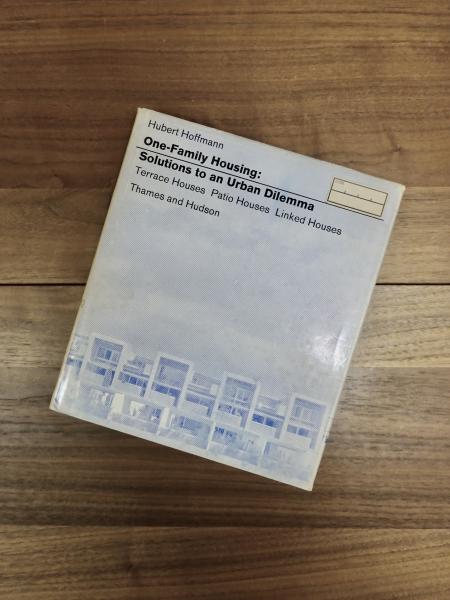 Hubert Hoffmann
One-Family Housing:
Solutions to an Urban Dilemma
Terrace Houses Patio Houses Linked Houses
Thames and Hudson